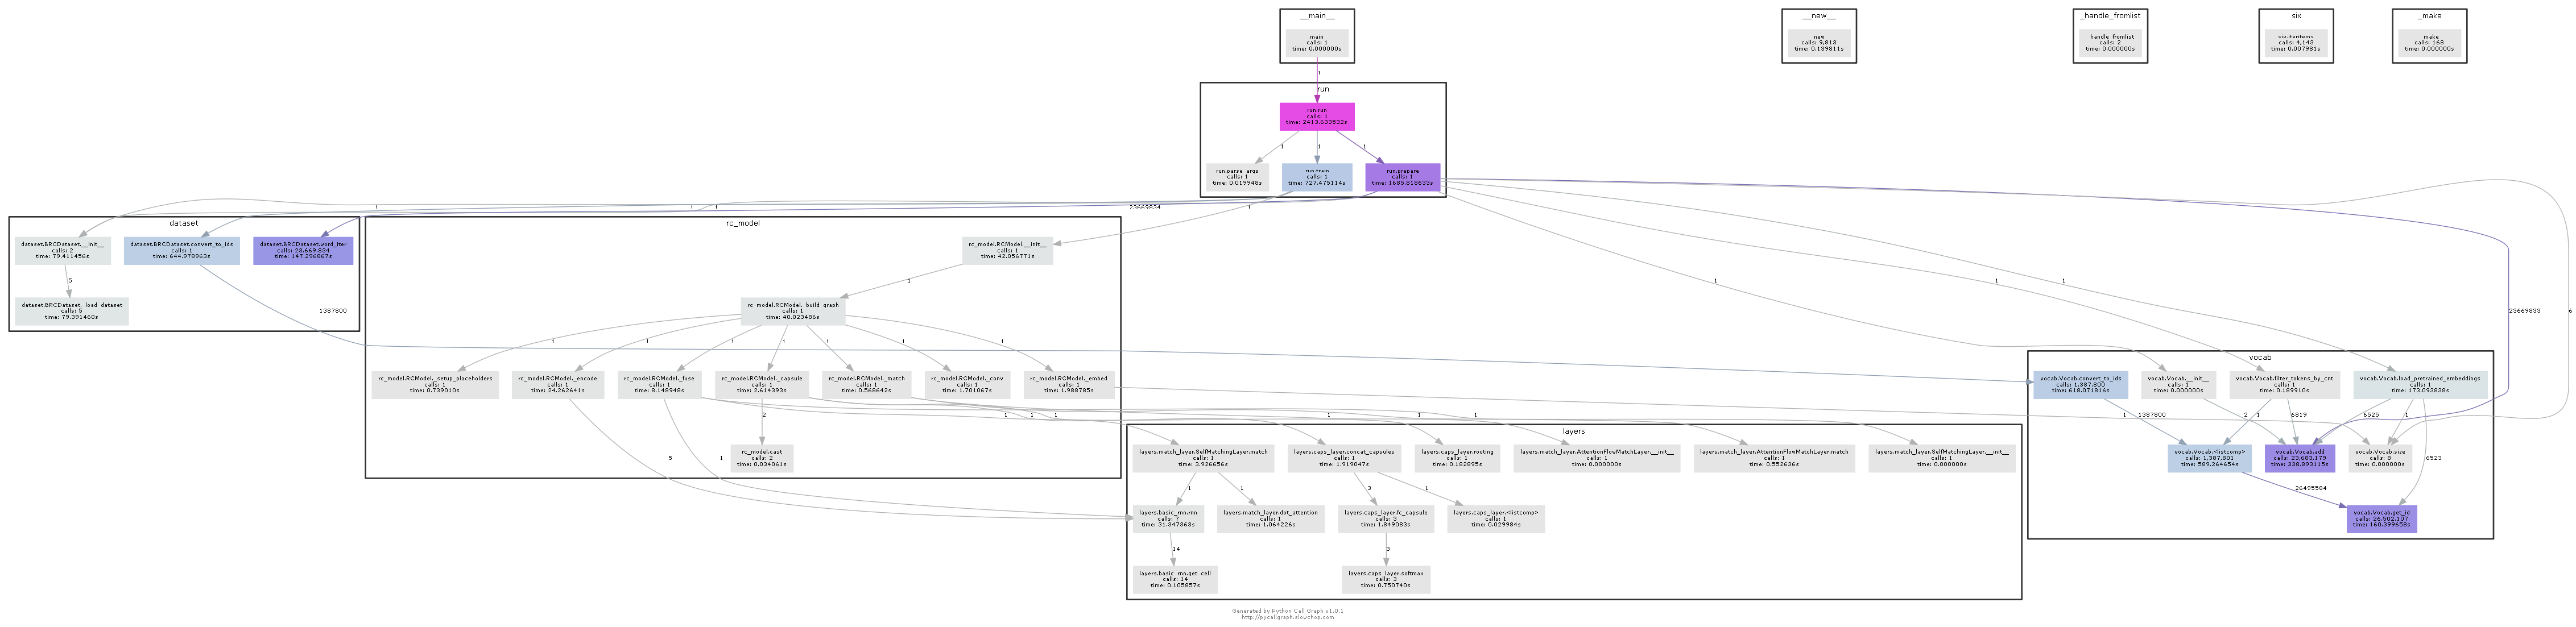 __main__
main
calls: 1
time: 0.000000s
__new__
new
calls: 9,813
time: 0.139811s
_handle_fromlist
handle_fromlist
calls: 2
time: 0.000000s
six
six.iteritems
calls: 4,143
time: 0.007981s
_make
make
calls: 168
time: 0.000000s
1
run
run.run
calls: 1
time: 2413.633532s
1
1
1
run.parse_args
calls: 1
time: 0.019948s
run.train
calls: 1
time: 727.475114s
run.prepare
calls: 1
time: 1685.818633s
1
1
1
23669834
1
dataset
dataset.BRCDataset.__init__
calls: 2
time: 79.411456s
dataset.BRCDataset.convert_to_ids
calls: 1
time: 644.978963s
dataset.BRCDataset.word_iter
calls: 23,669,834
time: 147.296867s
5
dataset.BRCDataset._load_dataset
calls: 5
time: 79.391460s
1387800
rc_model
rc_model.RCModel.__init__
calls: 1
time: 42.056771s
1
rc_model.RCModel._build_graph
calls: 1
time: 40.023486s
1
1
1
1
1
1
1
rc_model.RCModel._setup_placeholders
calls: 1
time: 0.739010s
rc_model.RCModel._encode
calls: 1
time: 24.262641s
rc_model.RCModel._fuse
calls: 1
time: 8.148948s
rc_model.RCModel._capsule
calls: 1
time: 2.614393s
rc_model.RCModel._match
calls: 1
time: 0.568642s
rc_model.RCModel._conv
calls: 1
time: 1.701067s
rc_model.RCModel._embed
calls: 1
time: 1.988785s
2
rc_model.cast
calls: 2
time: 0.034061s
5
1
1
1
1
1
1
1
1
1
1
1
23669833
6
layers
layers.match_layer.SelfMatchingLayer.match
calls: 1
time: 3.926656s
layers.caps_layer.concat_capsules
calls: 1
time: 1.919047s
layers.caps_layer.routing
calls: 1
time: 0.182895s
layers.match_layer.AttentionFlowMatchLayer.__init__
calls: 1
time: 0.000000s
layers.match_layer.AttentionFlowMatchLayer.match
calls: 1
time: 0.552636s
layers.match_layer.SelfMatchingLayer.__init__
calls: 1
time: 0.000000s
1
1
3
1
layers.basic_rnn.rnn
calls: 7
time: 31.347363s
layers.match_layer.dot_attention
calls: 1
time: 1.064226s
layers.caps_layer.fc_capsule
calls: 3
time: 1.849083s
layers.caps_layer.<listcomp>
calls: 1
time: 0.029984s
14
3
layers.basic_rnn.get_cell
calls: 14
time: 0.105857s
layers.caps_layer.softmax
calls: 3
time: 0.750740s
vocab
vocab.Vocab.convert_to_ids
calls: 1,387,800
time: 618.071816s
vocab.Vocab.__init__
calls: 1
time: 0.000000s
vocab.Vocab.filter_tokens_by_cnt
calls: 1
time: 0.189910s
vocab.Vocab.load_pretrained_embeddings
calls: 1
time: 173.093838s
1387800
1
2
6819
6525
1
vocab.Vocab.<listcomp>
calls: 1,387,801
time: 589.264654s
vocab.Vocab.add
calls: 23,683,179
time: 338.893115s
vocab.Vocab.size
calls: 8
time: 0.000000s
26495584
6523
vocab.Vocab.get_id
calls: 26,502,107
time: 160.399658s
Generated by Python Call Graph v1.0.1
http://pycallgraph.slowchop.com